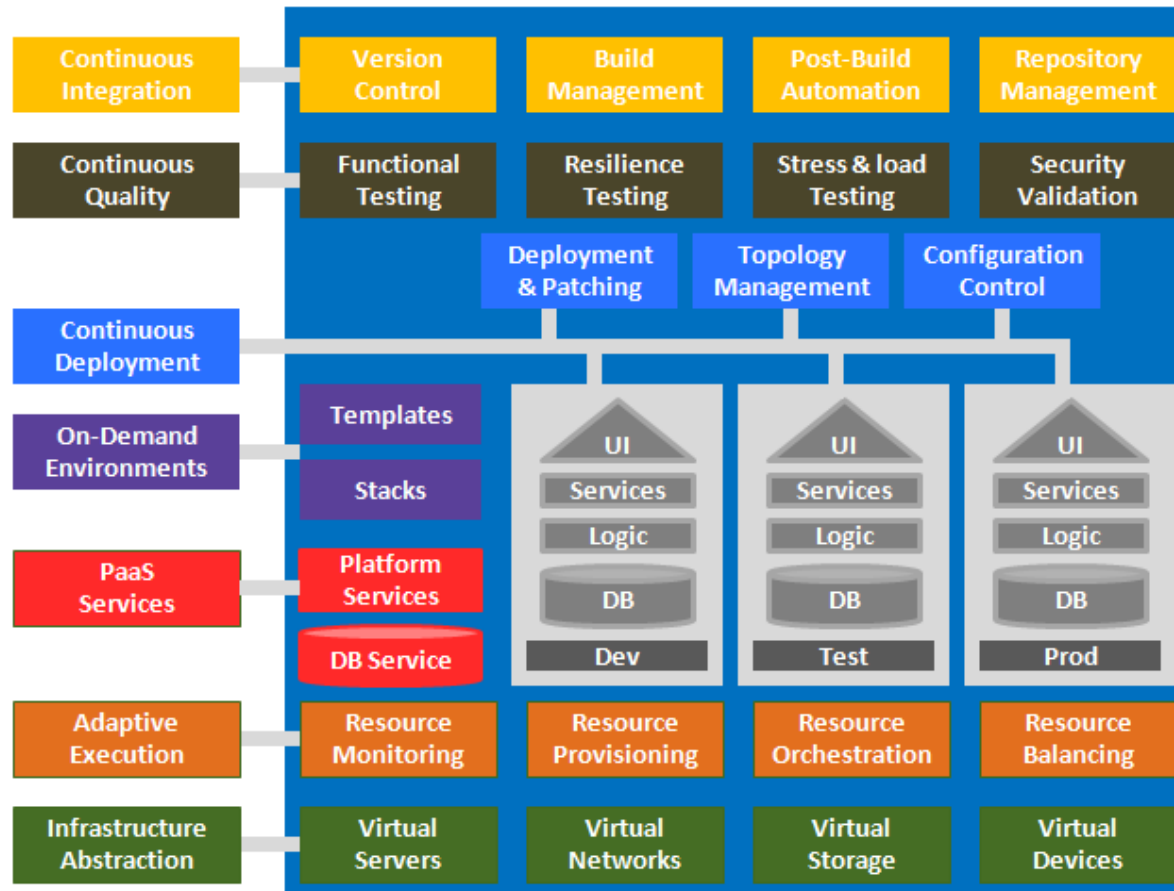 Continuous
Integration
Version
Control
Build
Management
Post-Build
Automation
Repository
Management
Continuous
Quality
Functional
Testing
Resilience
Testing
Stress & load
Testing
Security
Validation
Deployment
& Patching
Topology
Management
Configuration
Control
Continuous
Deployment
On-Demand
Environments
Templates
Stacks
UI
Services
Logic
DB
Dev
UI
Services
Logic
DB
Test
UI
Services
Logic
DB
Prod
PaaS
Services
Platform
Services
DB Service
Adaptive
Execution
Resource
Monitoring
Resource
Provisioning
Resource
Orchestration
Resource
Balancing
Infrastructure
Abstraction
Virtual
Servers
Virtual
Networks
Virtual
Storage
Virtual
Devices